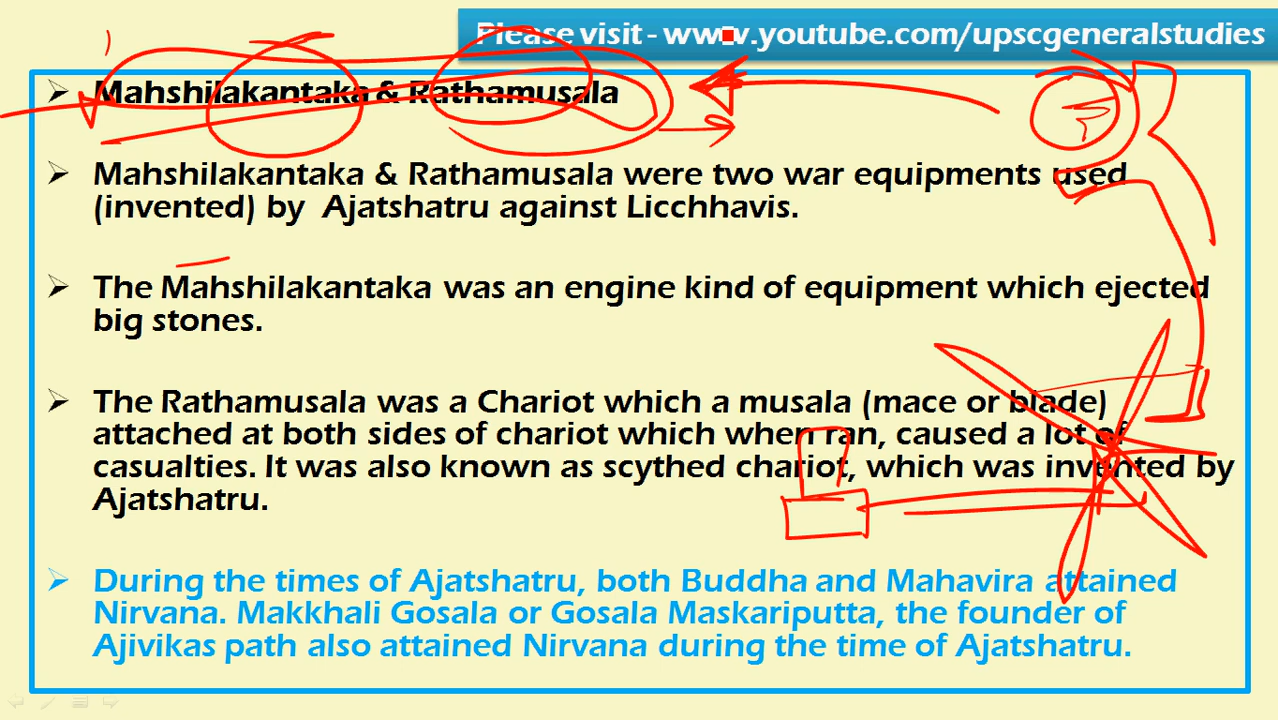 Please visit - www.youtube.com/upscgeneralstudies
Mahshilakantaka & Rathamusala
Mahshilakantaka & Rathamusala were two war equipments used
(invented) by Ajatshatru against Licchhavis.
The Mahshilakantaka was an engine kind of equipment which ejected
big stones.
The Rathamusala was a Chariot which a musala (mace or blade)
attached at both sides of chariot which when ran, caused a lot of
casualties. It was also known as scythed chariot, which was invented by
Ajatshatru.
During the times of Ajatshatru, both Buddha and Mahavira attained
Nirvana. Makkhali Gosala or Gosala Maskariputta, the founder of
Ajivikas path also attained Nirvana during the time of Ajatshatru.